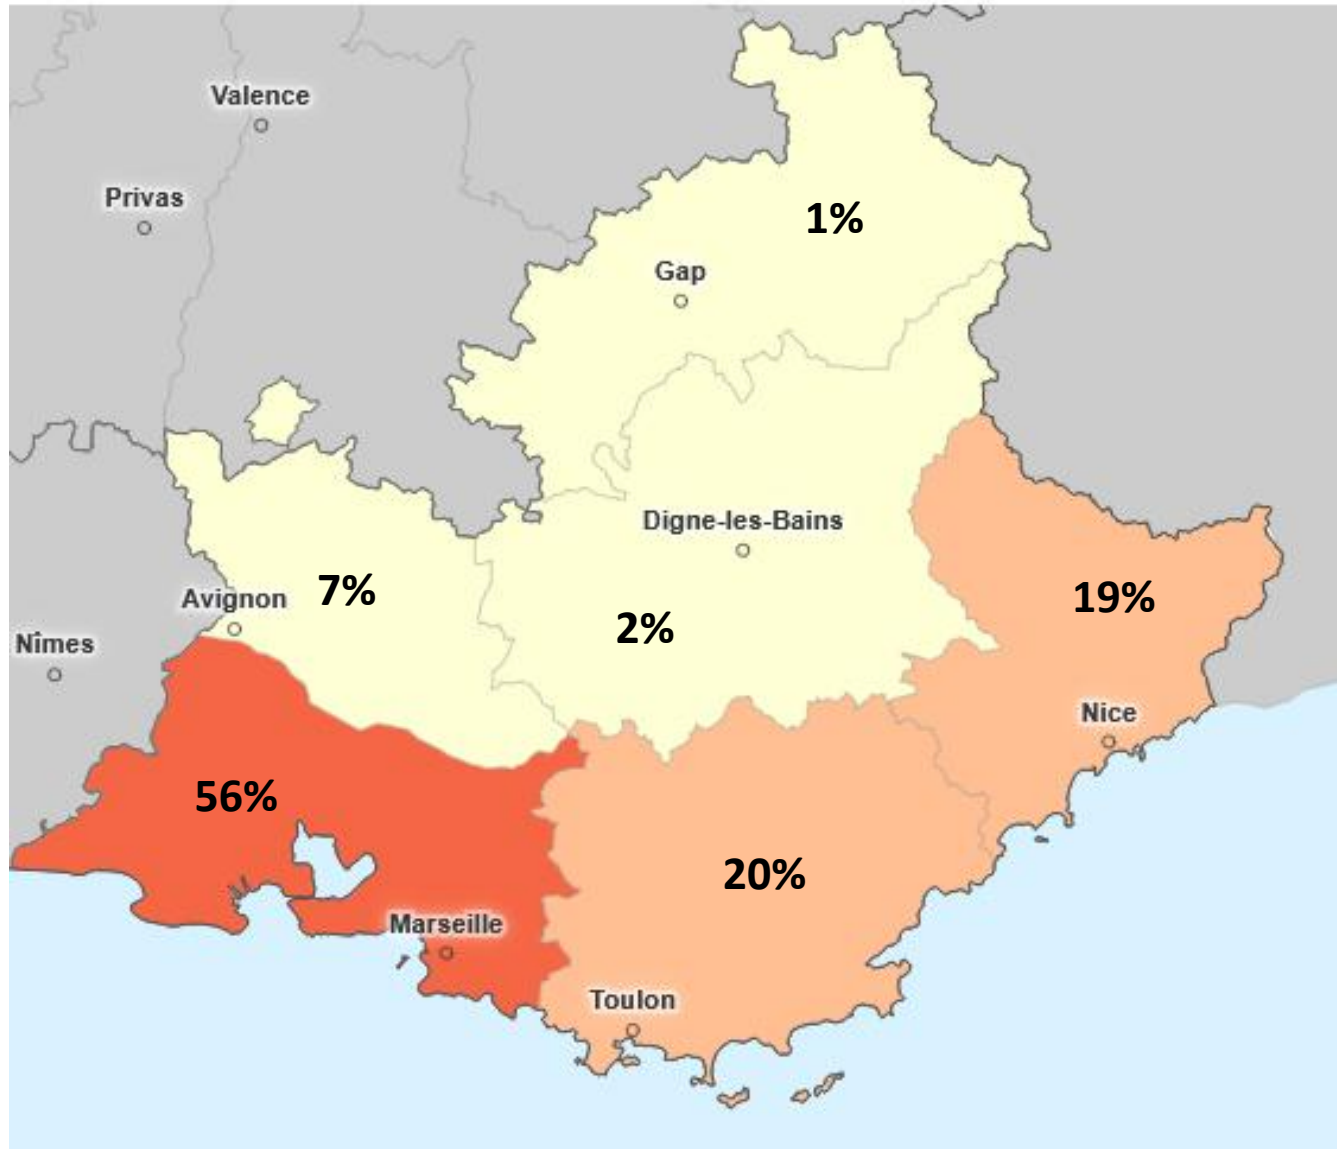 Valence
Privas
1%
Gap
Digne-les-Bains
Avignon
7%
19%
2%
Nîmes
Nice
56%
20%
Marseille
Toulon